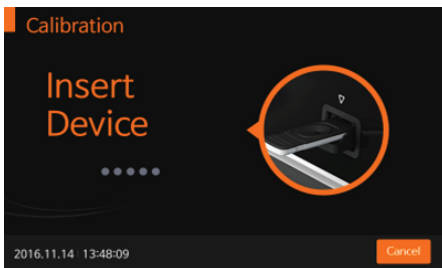 Calibration
Insert
Device
2016.11.14 13:48:09
Cancel